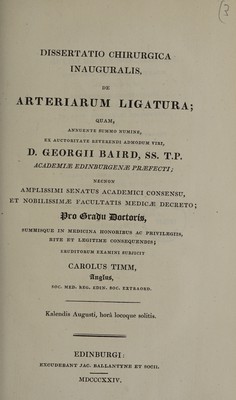 DISSERTATIO CHIRURGICA
INAUGURALIS,
DE
ARTERIARUM LIGATURA;
QUAM,
ANNUENTE SUMMO NUMINE,
EX AUCTORITATE REVERENDI ADMODUM VIRI,
D. GEORGII BAIRD, SS. T.P.
ACADEMIÆ EDINBURGENÆ PRÆFECTI;
NECNON
AMPLISSIMI SENATUS ACADEMICI CONSENSU,
ET NOBILISSIMÆ FACULTATIS MEDICÆ DECRETO;
Pro Gradu Doctoris,
SUMMISQUE IN MEDICINA HONORIBUS AC PRIVILEGIIS,
RITE ET LEGITIME CONSEQUENDIS;
ERUDITORUM EXAMINI SUBJICIT
CAROLUS TIMM,
Anglus,
SOC. MED. REG. EDIN. SOC. EXTRAORD.
Kalendis Augusti, horâ locoque solitis.
EDINBURGI:
EXCUDEBANT JAC. BALLANTYNE ET SOCII.
MDCCCXXIV.